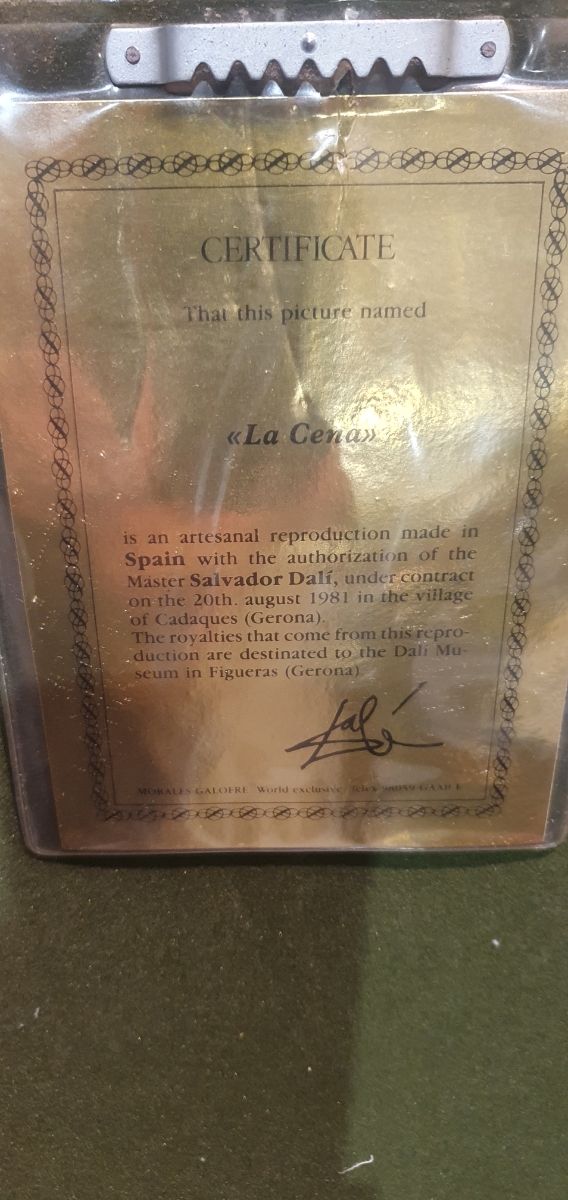 CERTIFICATE
That this picture named
«La Cena»
is an artesanal reproduction made in
Spain with the authorization of the
Master Salvador Dalí, under contract
on the 20th. august 1981 in the village
of Cadaques (Gerona).
The royalties that come from this repro-
duction are destinated to the Dalí Mu-
seum in Figueras (Gerona)
Dalí
MORALES GALOFRE World exclusive Telex